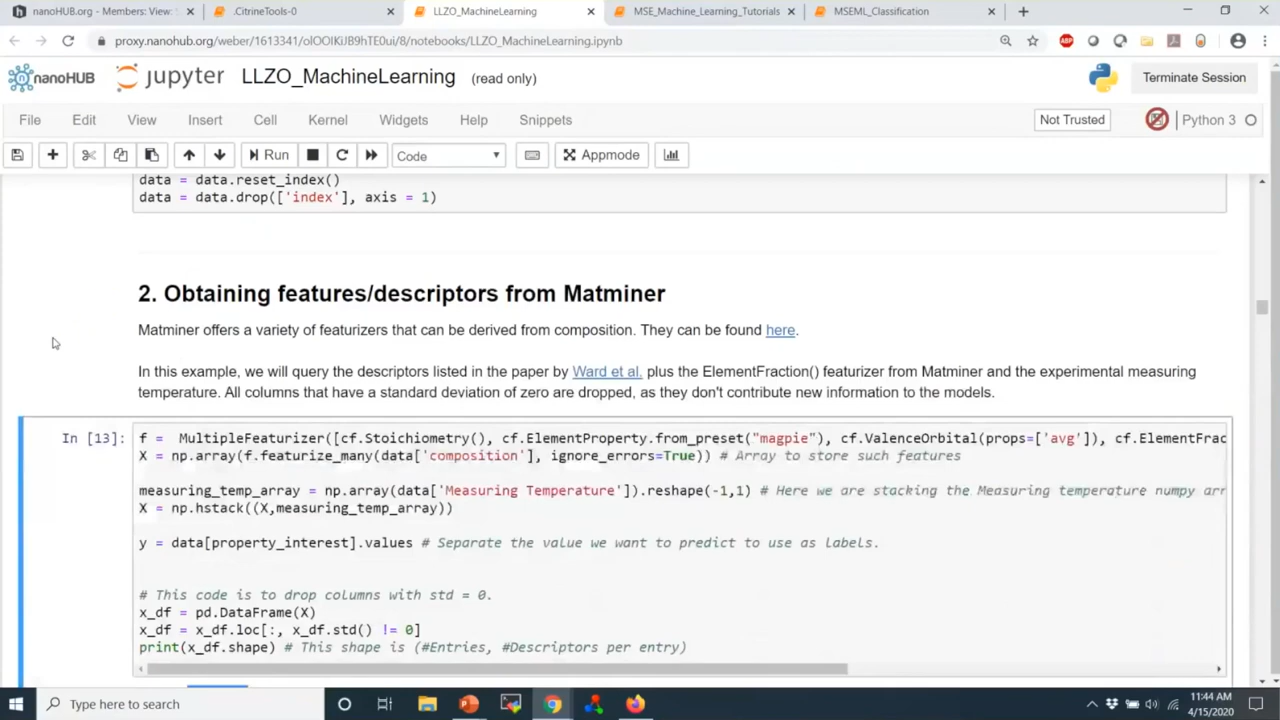 nanoHUB.org - Members: View: 
.CitrineTools-0
LLZO_MachineLearning
MSE_Machine_Learning_Tutorials
MSEML_Classification
proxy.nanohub.org/weber/1613341/olOOIKiJB9hTE0ui/8/notebooks/LLZO_MachineLearning.ipynb
ABP
nanoHUB
jupyter
LLZO_MachineLearning
(read only)
Terminate Session
File Edit View Insert Cell Kernel Widgets Help Snippets
Not Trusted
Python 3
Run
Code
Appmode
data = data.reset_index()
data = data.drop(['index'], axis = 1)
2. Obtaining features/descriptors from Matminer
Matminer offers a variety of featurizers that can be derived from composition. They can be found here.
In this example, we will query the descriptors listed in the paper by Ward et al. plus the ElementFraction() featurizer from Matminer and the experimental measuring
temperature. All columns that have a standard deviation of zero are dropped, as they don't contribute new information to the models.
In [13]:
f = MultipleFeaturizer([cf.Stoichiometry(), cf.ElementProperty.from_preset("magpie"), cf.ValenceOrbital(props=['avg']), cf.ElementFrac
X = np.array(f.featurize_many(data['composition'], ignore_errors=True)) # Array to store such features
measuring_temp_array = np.array(data['Measuring Temperature']).reshape(-1,1) # Here we are stacking the Measuring temperature numpy arr
X = np.hstack((X,measuring_temp_array))
y = data[property_interest].values # Separate the value we want to predict to use as labels.
# This code is to drop columns with std = 0.
x_df = pd.DataFrame(X)
x_df = x_df.loc[:, x_df.std() != 0]
print(x_df.shape) # This shape is (#Entries, #Descriptors per entry)
Type here to search
11:44 AM
4/15/2020